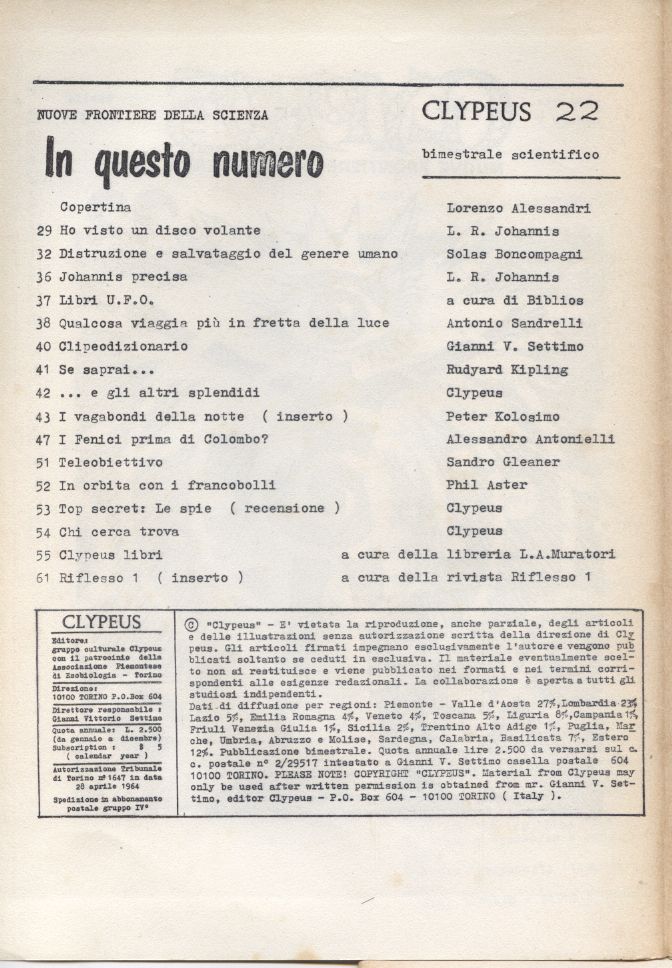 NUOVE FRONTIERE DELLA SCIENZA
CLYPEUS 22
In questo numero
bimestrale scientifico
Copertina Lorenzo Alessandri
29 Ho visto un disco volante L. R. Johannis
32 Distruzione e salvataggio del genere umano Solas Boncompagni
36 Johannis precisa L. R. Johannis
37 Libri U.F.O. a cura di Biblios
38 Qualcosa viaggia più in fretta della luce Antonio Sandrelli
40 Clipeodizionario Gianni V. Settimo
41 Se saprai... Rudyard Kipling
42 ... e gli altri splendidi Clypeus
43 I vagabondi della notte ( inserto ) Peter Kolosimo
47 I Fenici prima di Colombo? Alessandro Antonielli
51 Teleobiettivo Sandro Gleaner
52 In orbita con i francobolli Phil Aster
53 Top secret: Le spie ( recensione ) Clypeus
54 Chi cerca trova Clypeus
55 Clypeus libri a cura della libreria L.A.Muratori
61 Riflesso 1 ( inserto ) a cura della rivista Riflesso 1
CLYPEUS
Editore:
gruppo culturale Clypeus
con il patrocinio della
Associazione Piemontese
di Esobiologia - Torino
Direzione:
10100 TORINO P.O.Box 604
Direttore responsabile :
Gianni Vittorio Settimo
Quota annuale: L. 2.500
(da gennaio a dicembre)
Subscription : $ 5
( calendar year )
Autorizzazione Tribunale
di Torino nº 1647 in data
28 aprile 1964
Spedizione in abbonamento
postale gruppo IVº
© "Clypeus" - E' vietata la riproduzione, anche parziale, degli articoli
e delle illustrazioni senza autorizzazione scritta della direzione di Cly
peus. Gli articoli firmati impegnano esclusivamente l'autore e vengono pub
blicati soltanto se ceduti in esclusiva. Il materiale eventualmente scel-
to non si restituisce e viene pubblicato nei formati e nei termini corri-
spondenti alle esigenze redazionali. La collaborazione è aperta a tutti gli
studiosi indipendenti.
Dati di diffusione per regioni: Piemonte - Valle d'Aosta 27%, Lombardia 23%
Lazio 5%, Emilia Romagna 4%, Veneto 4%, Toscana 5%, Liguria 8%, Campania 1%,
Friuli Venezia Giulia 1%, Sicilia 2%, Trentino Alto Adige 1%, Puglia, Mar
che, Umbria, Abruzzo e Molise, Sardegna, Calabria, Basilicata 7%, Estero
12%. Pubblicazione bimestrale. Quota annuale lire 2.500 da versarsi sul c.
c. postale nº 2/29517 intestato a Gianni V. Settimo casella postale 604
10100 TORINO. PLEASE NOTE! COPYRIGHT "CLYPEUS". Material from Clypeus may
only be used after written permission is obtained from mr. Gianni V. Set-
timo, editor Clypeus - P.O. Box 604 - 10100 TORINO ( Italy ).